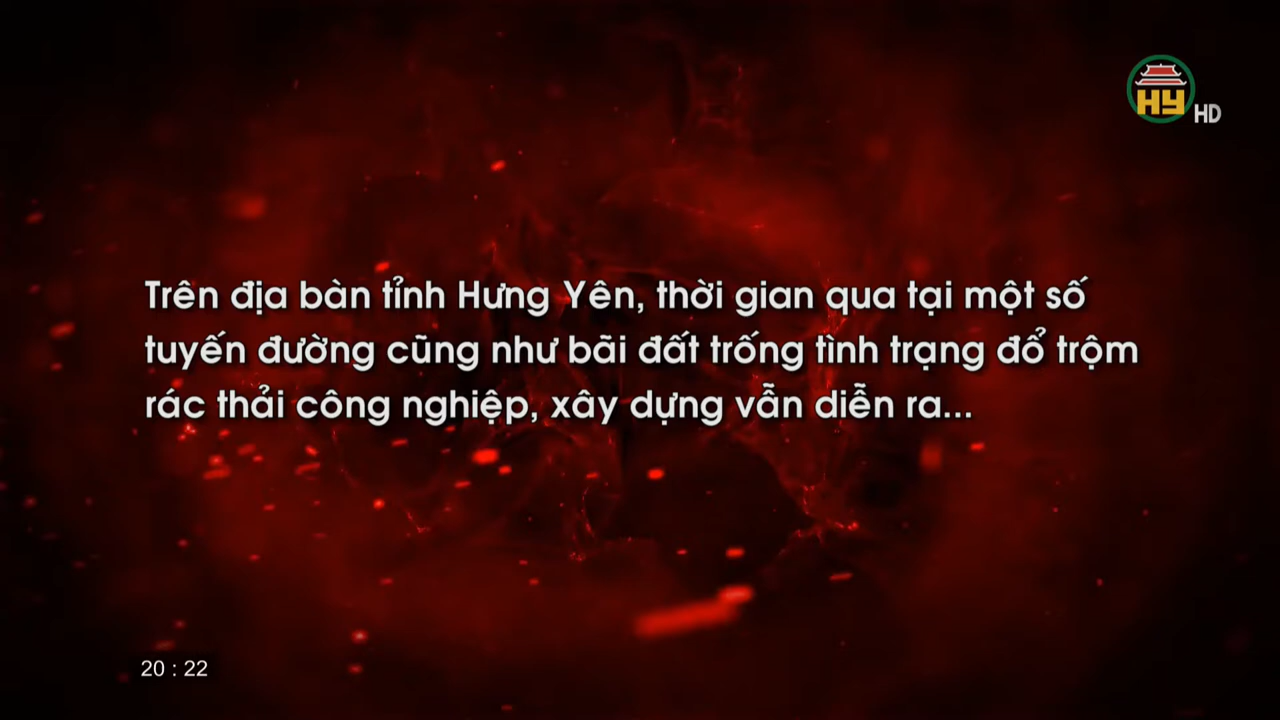 HY HD
Trên địa bàn tỉnh Hưng Yên, thời gian qua tại một số
tuyến đường cũng như bãi đất trống tình trạng đổ trộm
rác thải công nghiệp, xây dựng vẫn diễn ra...
20 : 22